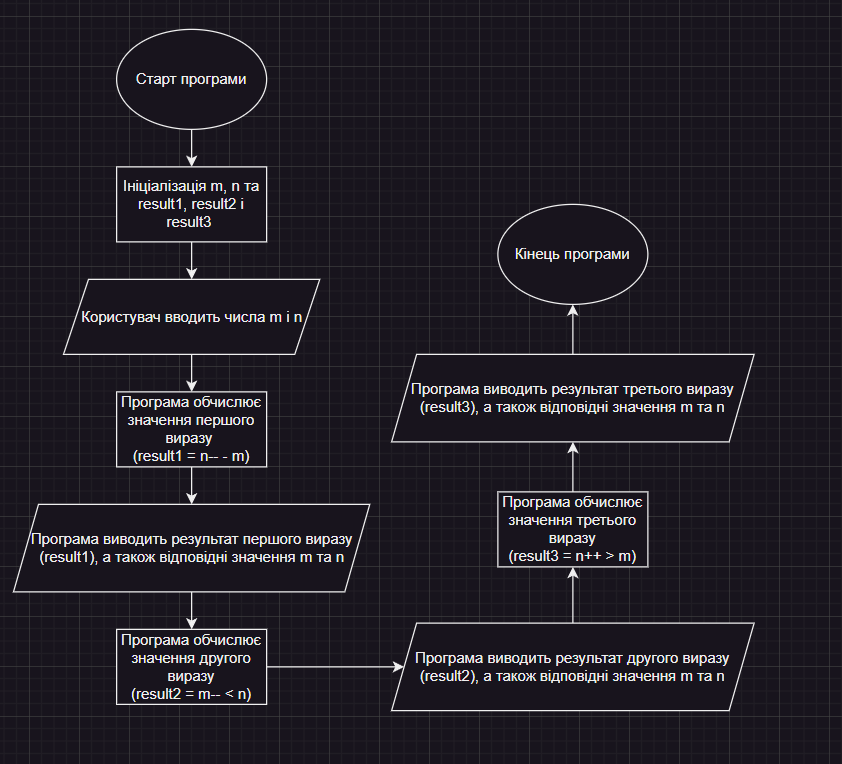 Старт програми
Ініціалізація m, n та
result1, result2 і
result3
Користувач вводить числа m і n
Програма обчислює
значення першого
виразу
(result1 = n-- - m)
Програма виводить результат першого виразу
(result1), а також відповідні значення m та n
Програма обчислює
значення другого
виразу
(result2 = m-- < n)
Програма виводить результат другого виразу
(result2), а також відповідні значення m та n
Програма обчислює
значення третього
виразу
(result3 = n++ > m)
Програма виводить результат третього виразу
(result3), а також відповідні значення m та n
Кінець програми